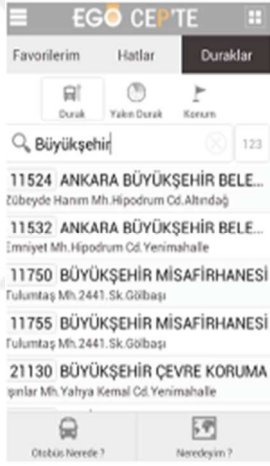 EGO CEP'TE
Favorilerim Hatlar Duraklar
Durak Yakın Durak Konum
Büyükşehir 123
11524 ANKARA BÜYÜKŞEHİR BELE...
Zübeyde Hanım Mh.Hipodrum Cd.Altındağ
11532 ANKARA BÜYÜKŞEHİR BELE...
Emniyet Mh.Hipodrum Cd.Yenimahalle
11750 BÜYÜKŞEHİR MİSAFİRHANESİ
Tulumtaş Mh.2441.Sk.Gölbaşı
11755 BÜYÜKŞEHİR MİSAFİRHANESİ
Tulumtaş Mh.2441.Sk.Gölbaşı
21130 BÜYÜKŞEHİR ÇEVRE KORUMA
ışınlar Mh.Yahya Kemal Cd.Yenimahalle
Otobüs Nerede ? Neredeyim ?